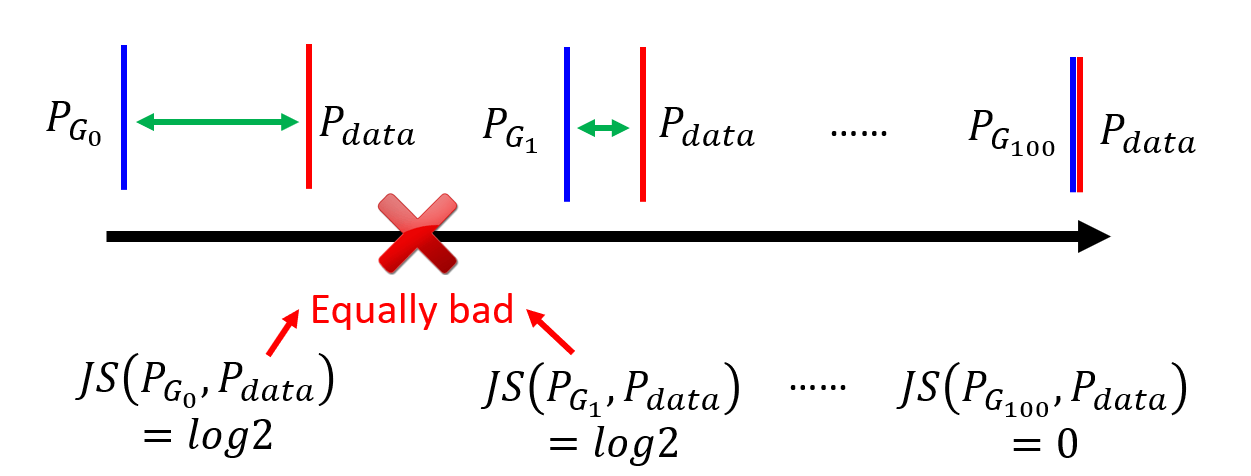 P_{G_0} P_{data} P_{G_1} P_{data} …… P_{G_{100}} P_{data}
Equally bad
JS(P_{G_0}, P_{data}) JS(P_{G_1}, P_{data}) …… JS(P_{G_{100}}, P_{data})
= log2 = log2 = 0